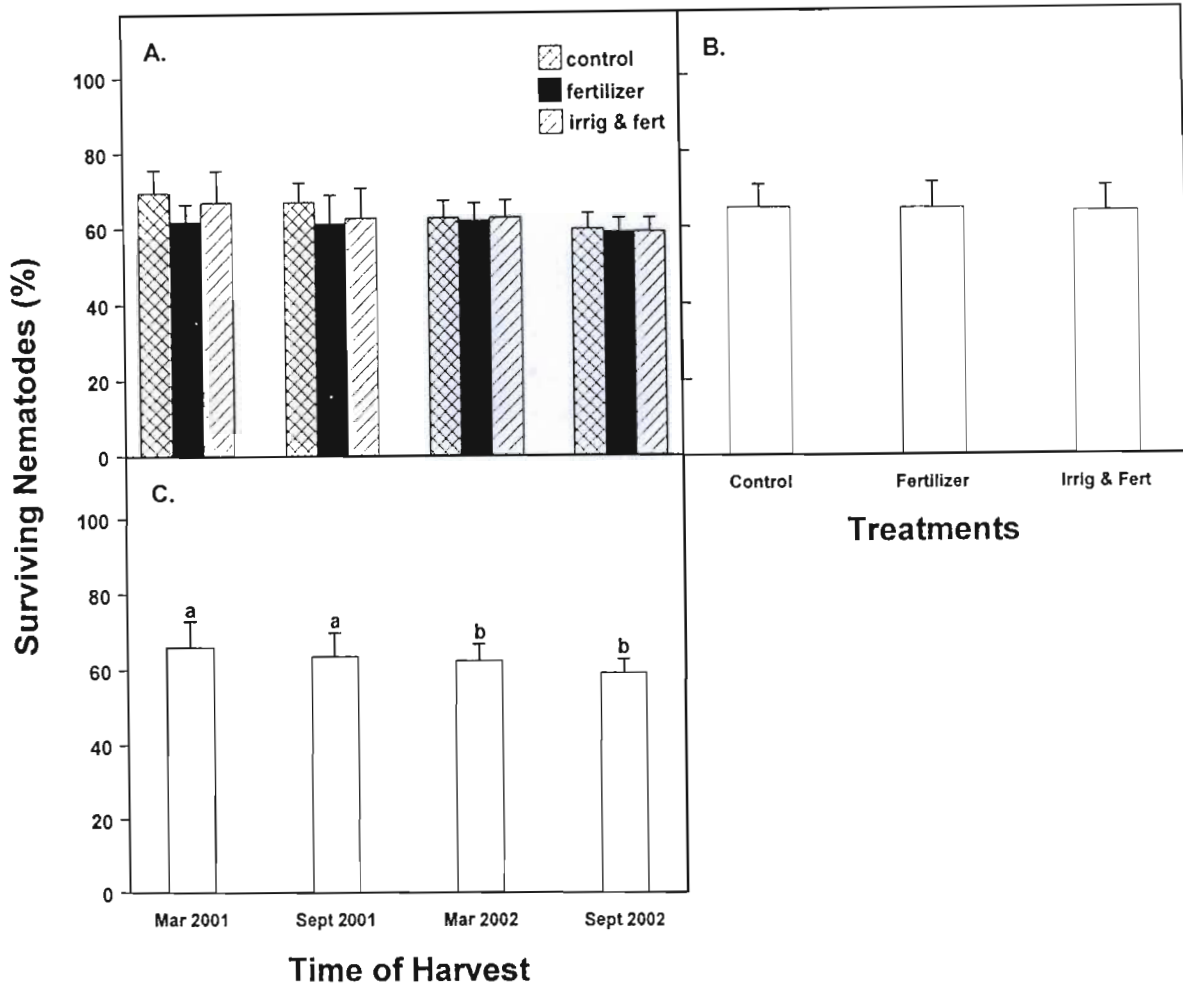 A.
control
fertilizer
irrig & fert
B.
100
80
60
40
20
0
Surviving Nematodes (%)
Control Fertilizer Irrig & Fert
Treatments
C.
100
80
60
40
20
0
a a b b
Mar 2001 Sept 2001 Mar 2002 Sept 2002
Time of Harvest